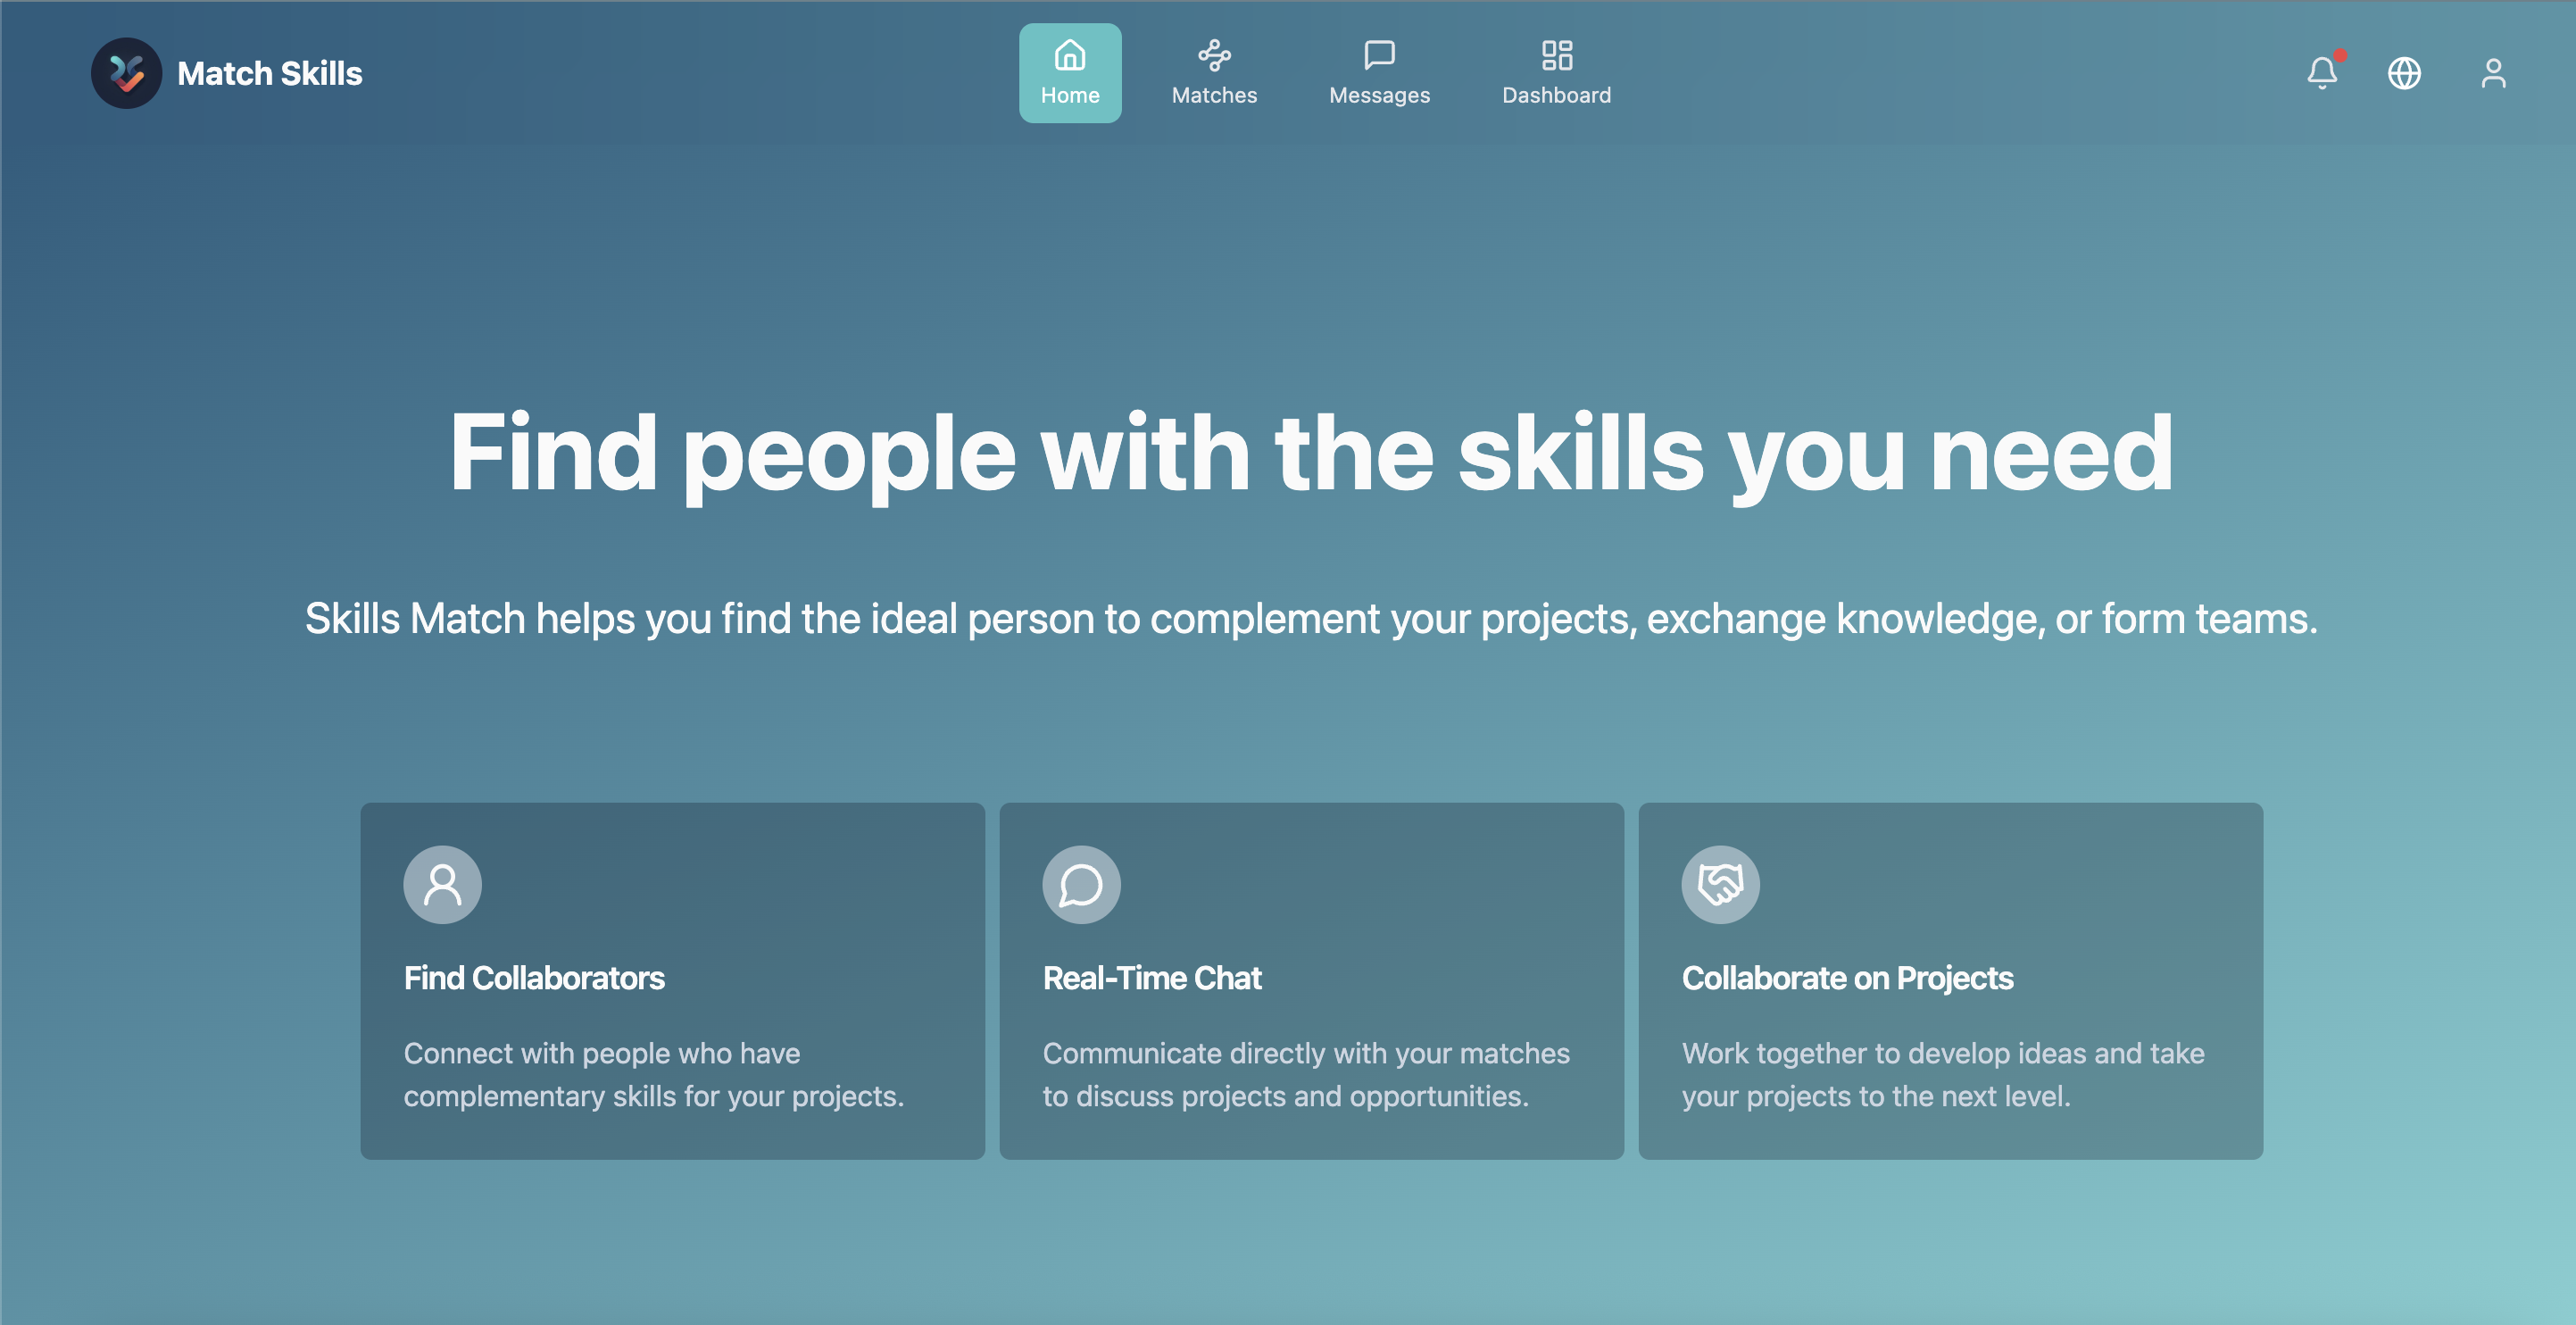 Match Skills
Home
Matches
Messages
Dashboard
Find people with the skills you need
Skills Match helps you find the ideal person to complement your projects, exchange knowledge, or form teams.
Find Collaborators
Connect with people who have
complementary skills for your projects.
Real-Time Chat
Communicate directly with your matches
to discuss projects and opportunities.
Collaborate on Projects
Work together to develop ideas and take
your projects to the next level.